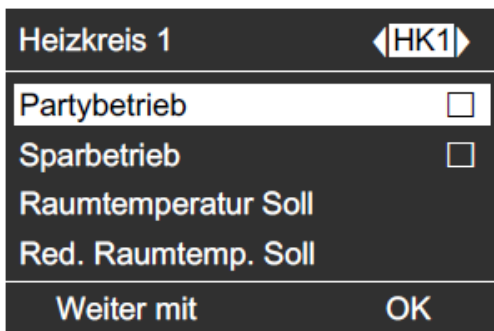 Heizkreis 1 HK1
Partybetrieb
Sparbetrieb
Raumtemperatur Soll
Red. Raumtemp. Soll
Weiter mit OK